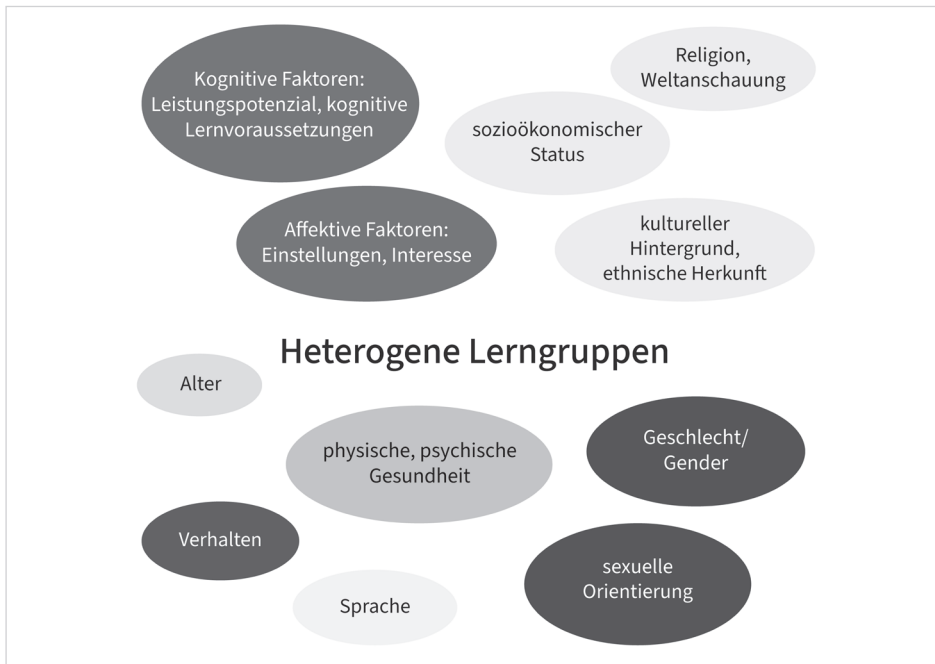 Kognitive Faktoren:
Leistungspotenzial, kognitive
Lernvoraussetzungen
Religion,
Weltanschauung
sozioökonomischer
Status
Affektive Faktoren:
Einstellungen, Interesse
kultureller
Hintergrund,
ethnische Herkunft
Heterogene Lerngruppen
Alter
physische, psychische
Gesundheit
Geschlecht/
Gender
Verhalten
sexuelle
Orientierung
Sprache